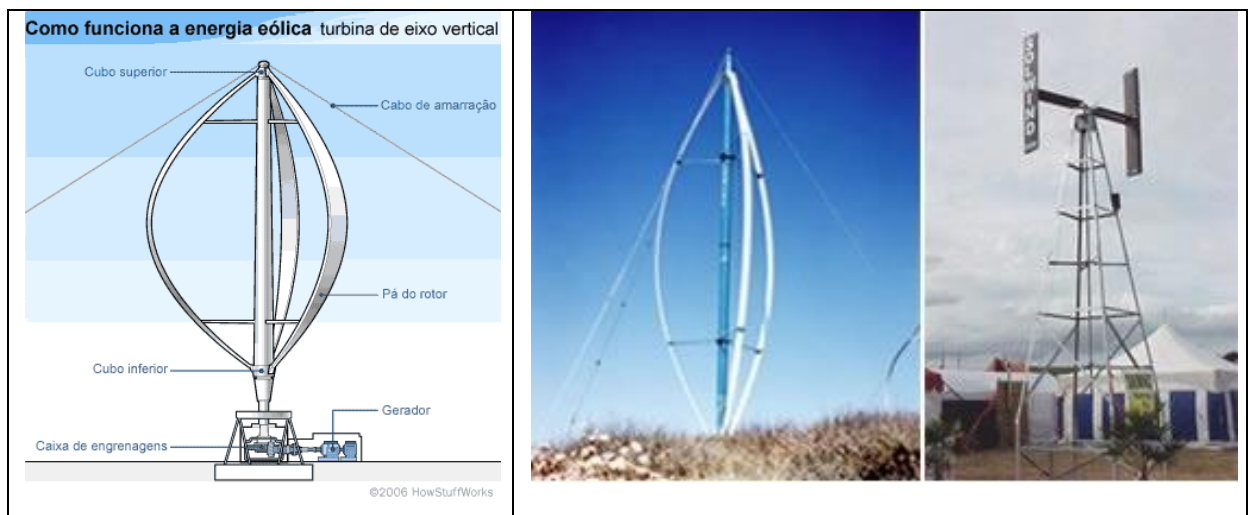 Como funciona a energia eólica turbina de eixo vertical
Cubo superior
Cabo de amarração
Pá do rotor
Cubo inferior
Gerador
Caixa de engrenagens
©2006 HowStuffWorks
SOLWIND